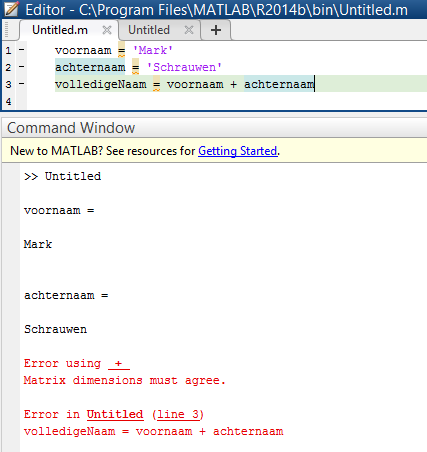 Editor - C:\Program Files\MATLAB\R2014b\bin\Untitled.m
Untitled.m × Untitled × +
1 - voornaam = 'Mark'
2 - achternaam = 'Schrauwen'
3 - volledigeNaam = voornaam + achternaam
4
Command Window
New to MATLAB? See resources for Getting Started.
>> Untitled
voornaam =
Mark
achternaam =
Schrauwen
Error using +
Matrix dimensions must agree.
Error in Untitled (line 3)
volledigeNaam = voornaam + achternaam